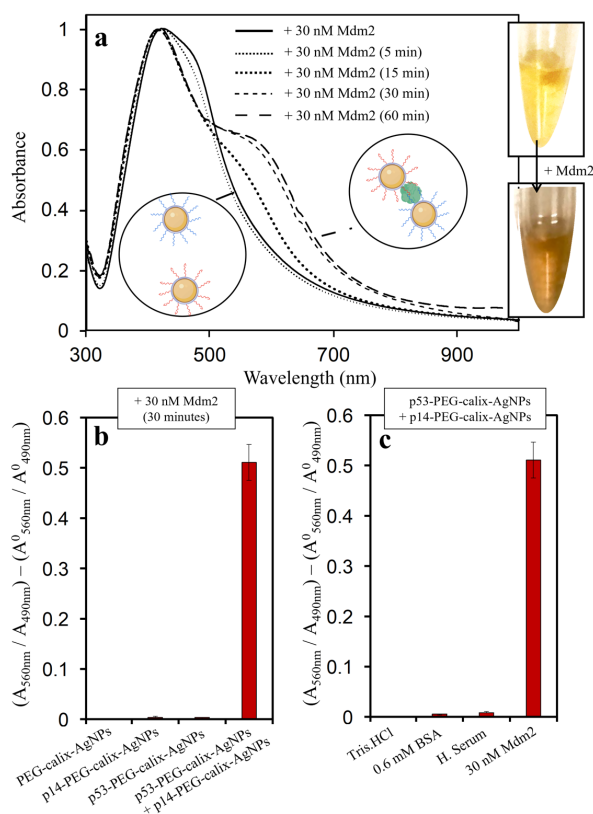 a
+ 30 nM Mdm2
+ 30 nM Mdm2 (5 min)
+ 30 nM Mdm2 (15 min)
+ 30 nM Mdm2 (30 min)
+ 30 nM Mdm2 (60 min)
+ Mdm2
Absorbance
1
0.8
0.6
0.4
0.2
0
300
500
700
900
Wavelength (nm)
+ 30 nM Mdm2
(30 minutes)
b
(A560nm / A490nm) – (A⁰560nm / A⁰490nm)
0.6
0.5
0.4
0.3
0.2
0.1
0
PEG-calix-AgNPs
p14-PEG-calix-AgNPs
p53-PEG-calix-AgNPs
p53-PEG-calix-AgNPs
+ p14-PEG-calix-AgNPs
p53-PEG-calix-AgNPs
+ p14-PEG-calix-AgNPs
c
(A560nm / A490nm) – (A⁰560nm / A⁰490nm)
0.6
0.5
0.4
0.3
0.2
0.1
0
Tris.HCl
0.6 mM BSA
H. Serum
30 nM Mdm2